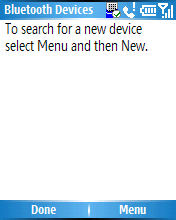 Bluetooth Devices
To search for a new device
select Menu and then New.
Done
Menu